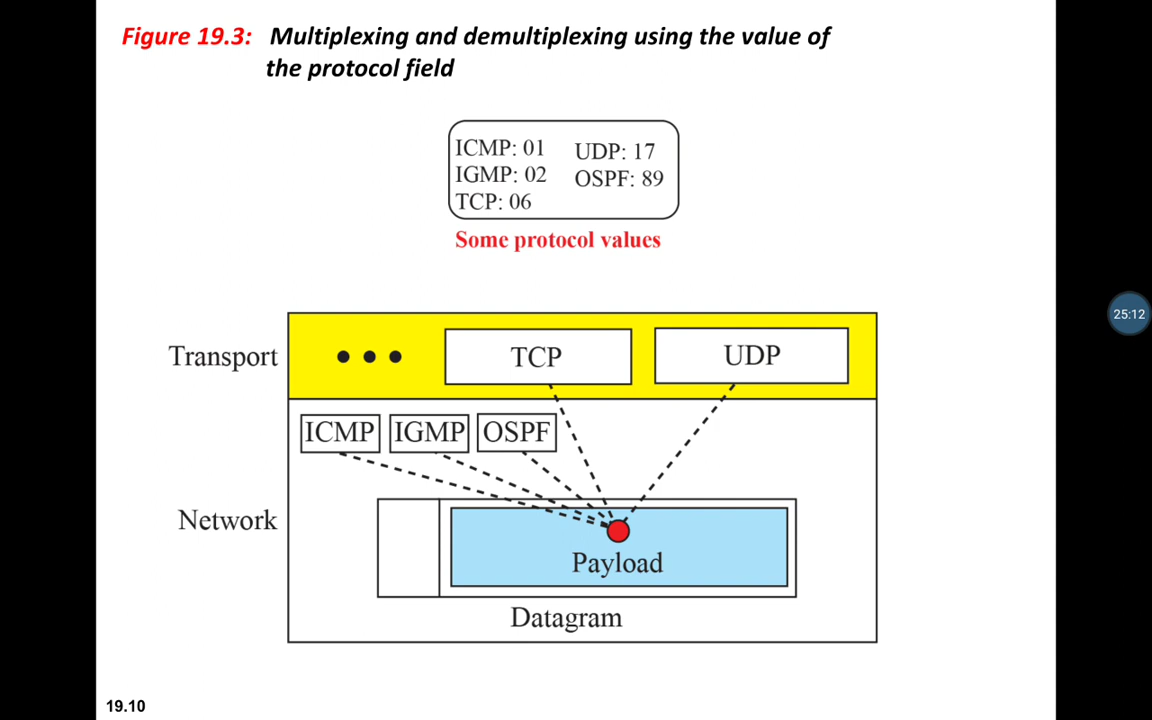 Figure 19.3: Multiplexing and demultiplexing using the value of
the protocol field
ICMP: 01
IGMP: 02
TCP: 06
UDP: 17
OSPF: 89
Some protocol values
Transport
TCP
UDP
ICMP
IGMP
OSPF
Network
Payload
Datagram
25:12
19.10